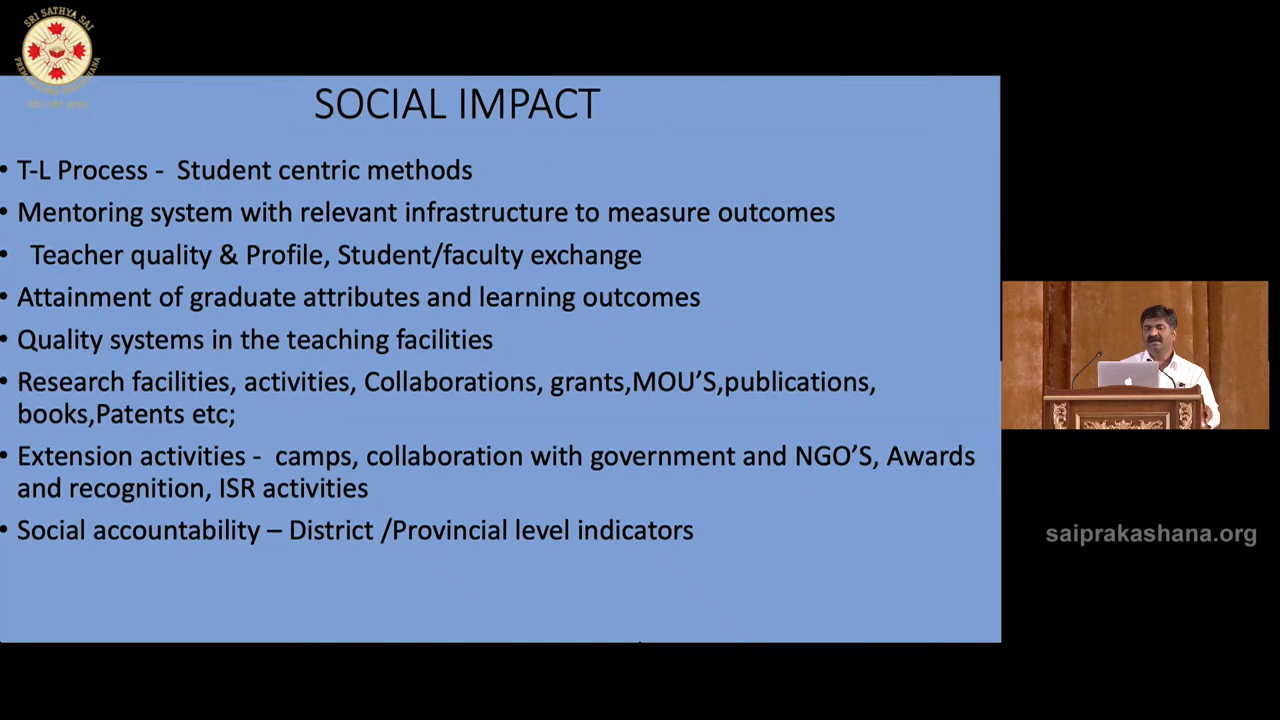 SRI SATHYA SAI
SOCIAL IMPACT
• T-L Process - Student centric methods
• Mentoring system with relevant infrastructure to measure outcomes
• Teacher quality & Profile, Student/faculty exchange
• Attainment of graduate attributes and learning outcomes
• Quality systems in the teaching facilities
• Research facilities, activities, Collaborations, grants,MOU’S,publications,
books,Patents etc;
• Extension activities - camps, collaboration with government and NGO’S, Awards
and recognition, ISR activities
• Social accountability – District /Provincial level indicators
saiprakashana.org